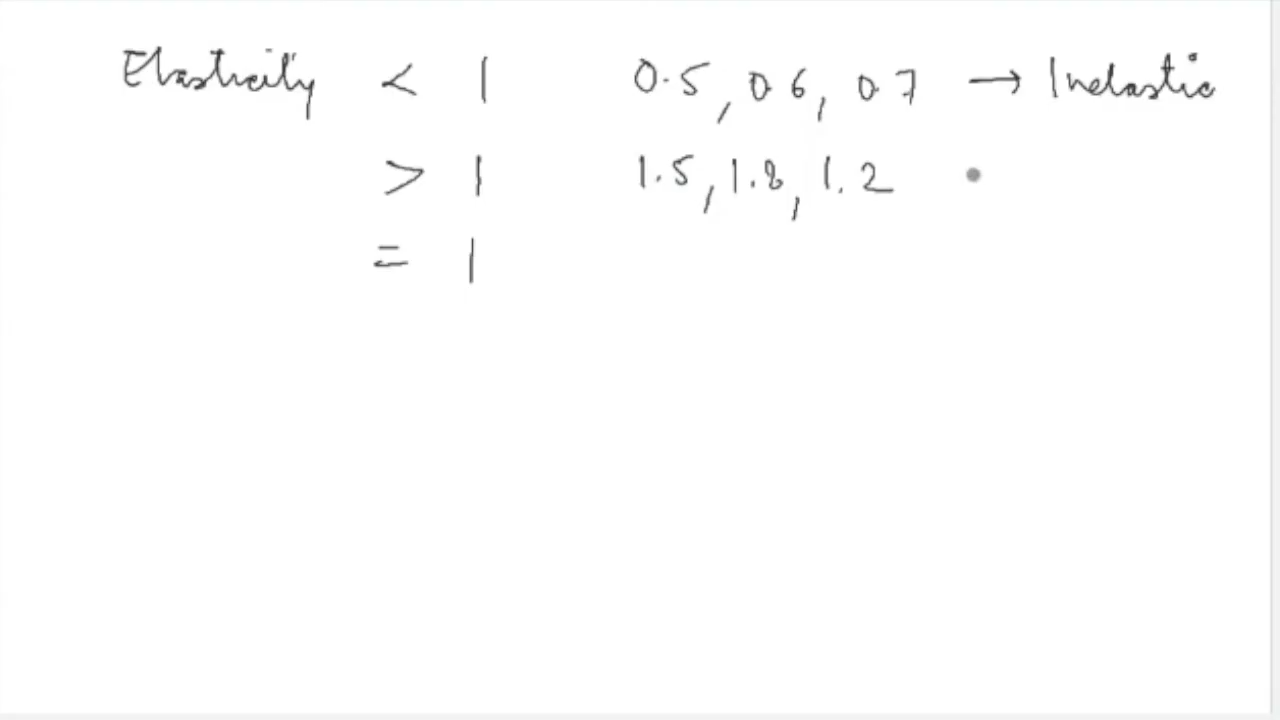 Elasticity < 1 0.5, 0.6, 0.7 → Inelastic
> 1 1.5, 1.8, 1.2
= 1